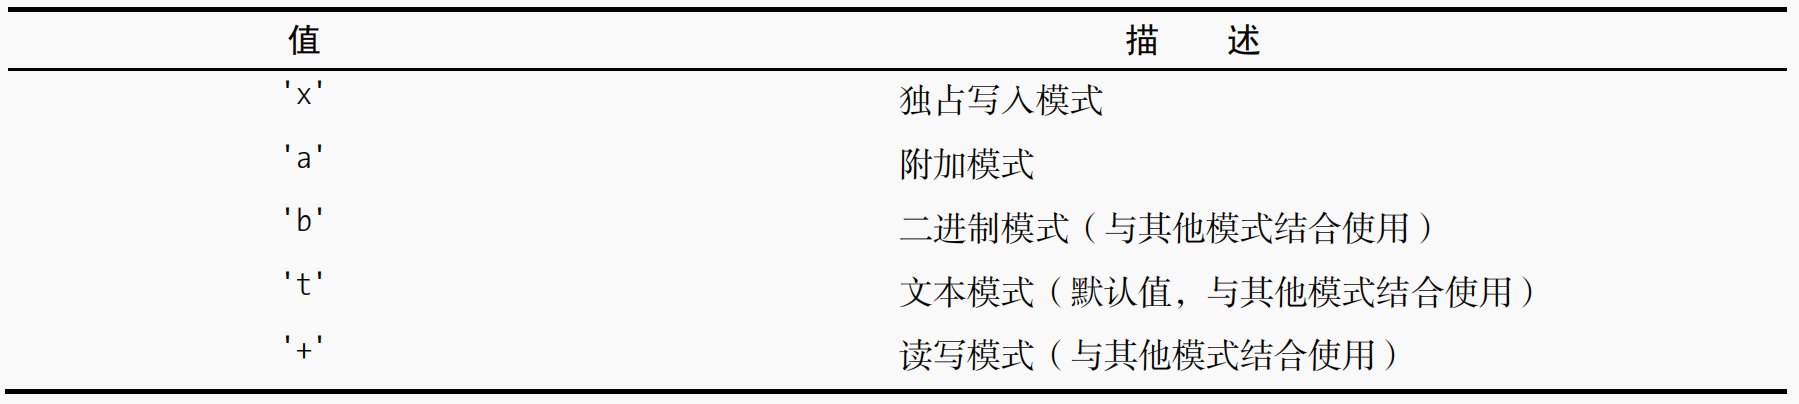 值 描 述
'x' 独占写入模式
'a' 附加模式
'b' 二进制模式（与其他模式结合使用）
't' 文本模式（默认值，与其他模式结合使用）
'+' 读写模式（与其他模式结合使用）